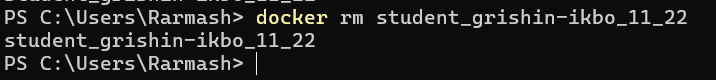 PS C:\Users\Rarmash> docker rm student_grishin-ikbo_11_22
student_grishin-ikbo_11_22
PS C:\Users\Rarmash>